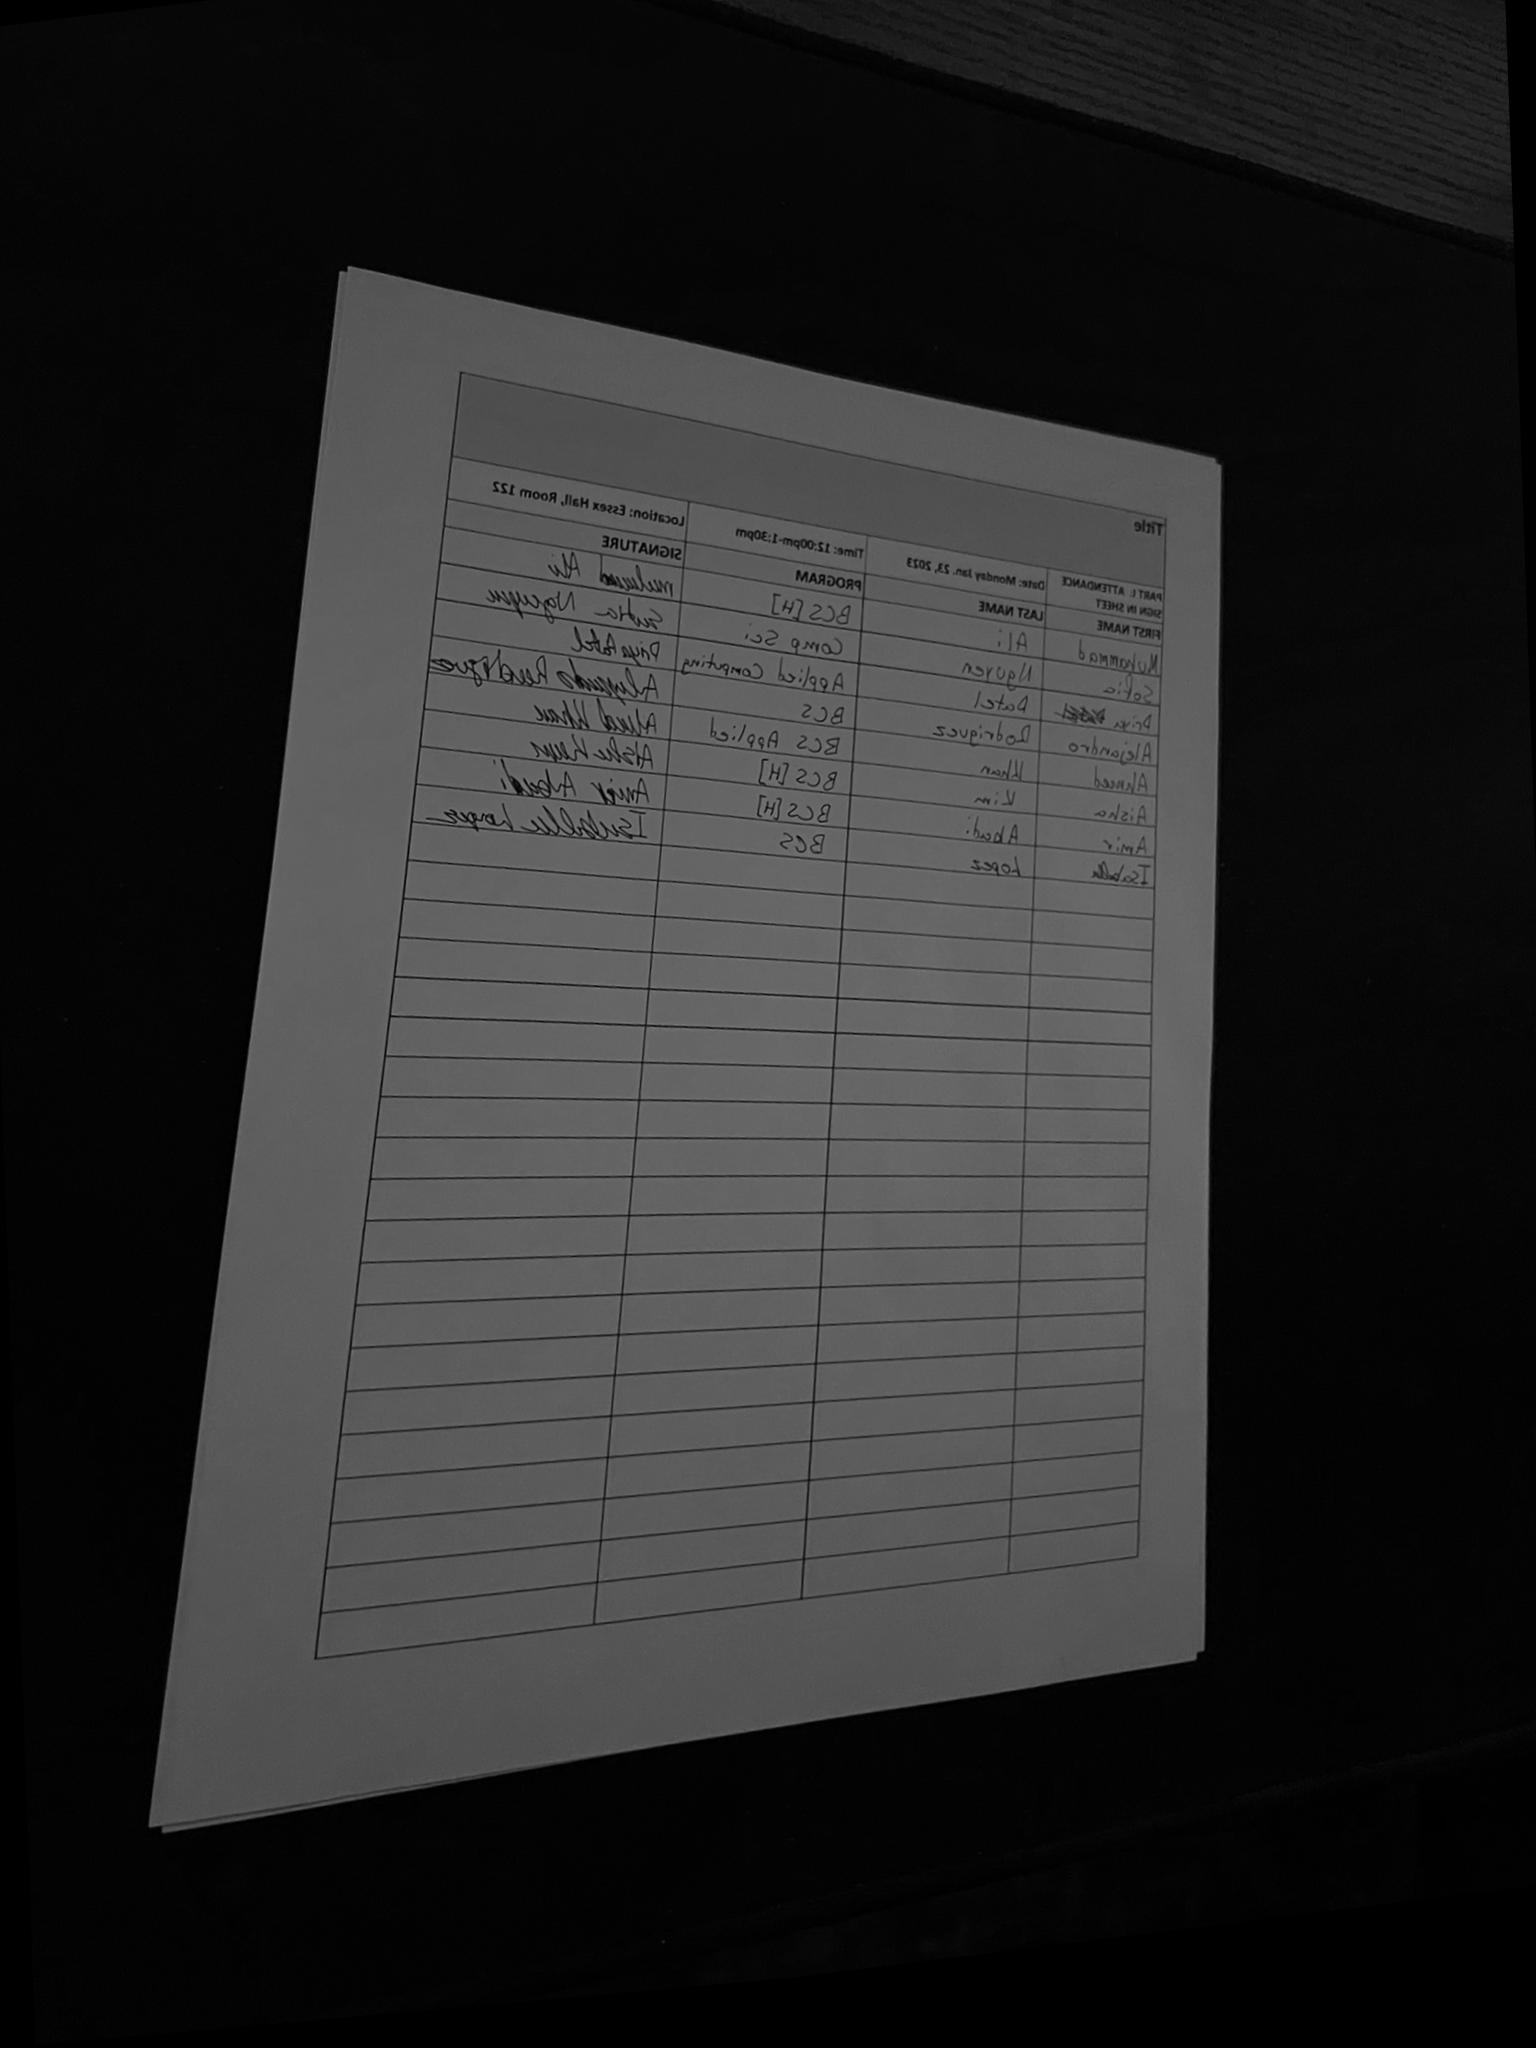 Title
PART I: ATTENDANCE SIGN IN SHEET Date: Monday Jan. 23, 2023 Time: 12:00pm-1:30pm Location: Essex Hall, Room 122
FIRST NAME LAST NAME PROGRAM SIGNATURE
Muhammad Ali BCS [H] Ali
Sofia Nguyen Comp Sci Nguyen
Priya Patel Applied Computing Priya Patel
Alejandro Rodriguez BCS Alejandro Rodriguez
Ahmed Khan BCS Applied Ahmed Khan
Aisha Kim BCS [H] Aisha Kim
Amir Abadi BCS [H] Amir Abadi
Isabella Lopez BCS Isabella Lopez